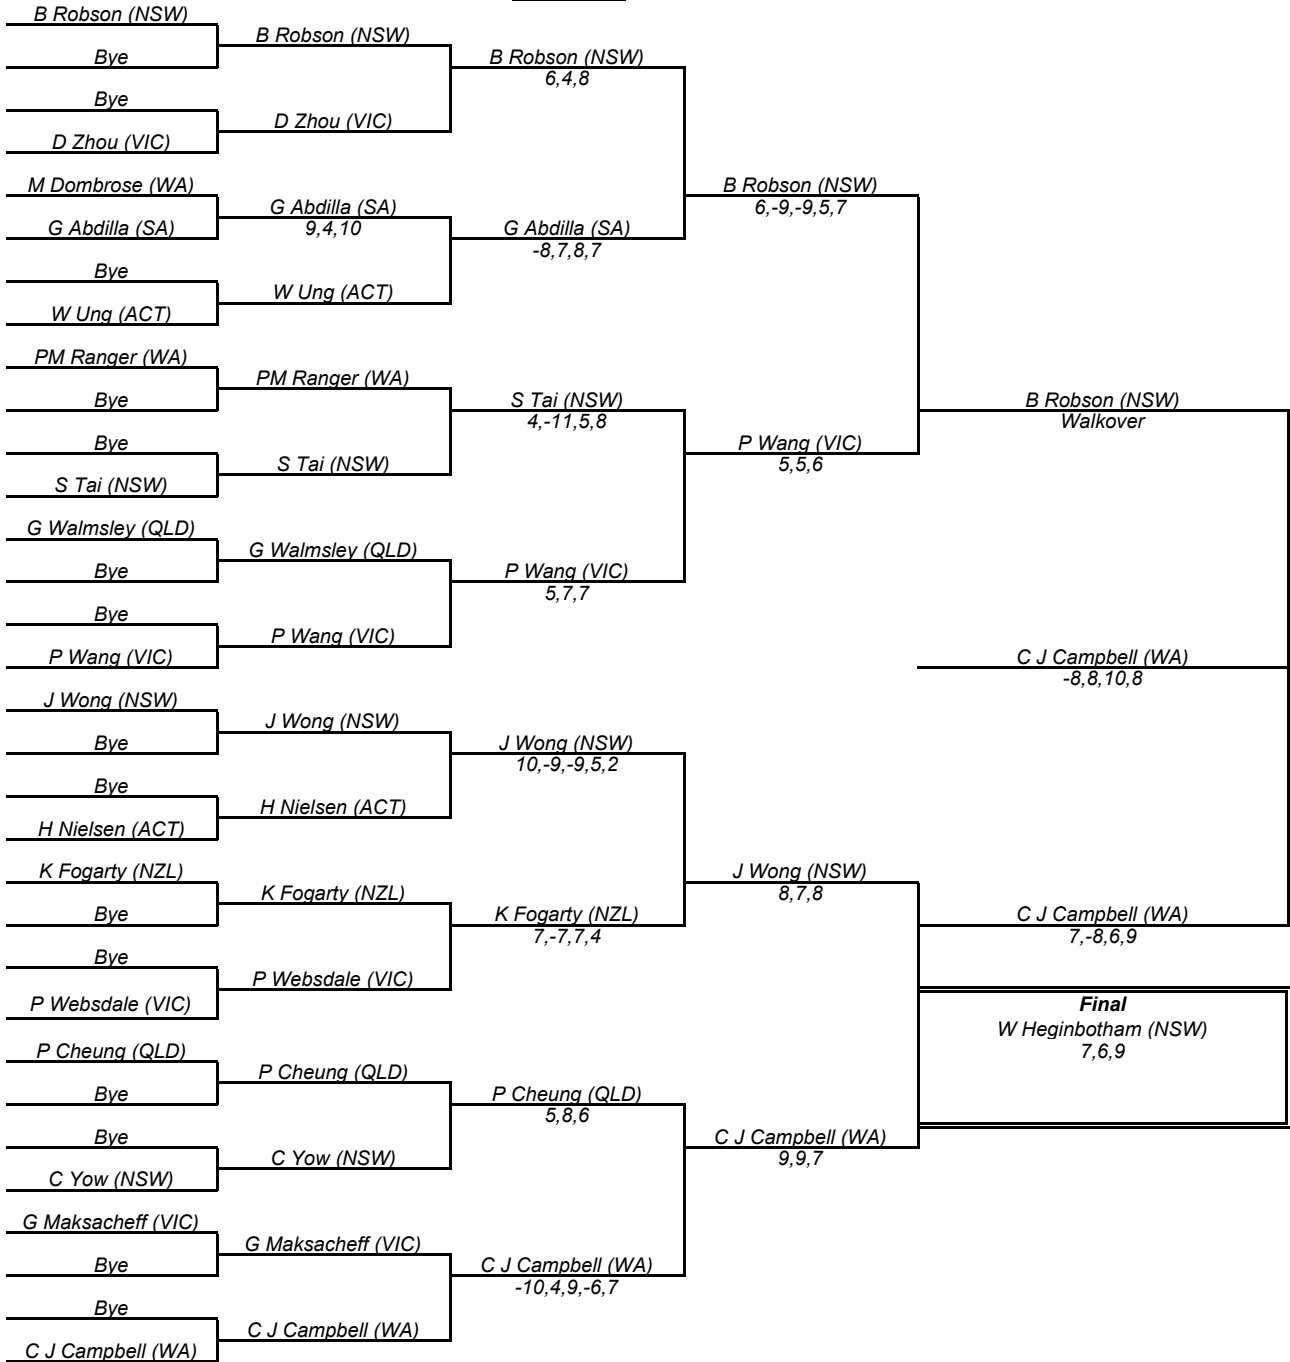 B Robson (NSW)
Bye
Bye
D Zhou (VIC)
M Dombrose (WA)
G Abdilla (SA)
Bye
W Ung (ACT)
PM Ranger (WA)
Bye
Bye
S Tai (NSW)
G Walmsley (QLD)
Bye
Bye
P Wang (VIC)
J Wong (NSW)
Bye
Bye
H Nielsen (ACT)
K Fogarty (NZL)
Bye
Bye
P Websdale (VIC)
P Cheung (QLD)
Bye
Bye
C Yow (NSW)
G Maksacheff (VIC)
Bye
Bye
C J Campbell (WA)
B Robson (NSW)
D Zhou (VIC)
G Abdilla (SA)
9,4,10
W Ung (ACT)
PM Ranger (WA)
S Tai (NSW)
G Walmsley (QLD)
P Wang (VIC)
J Wong (NSW)
H Nielsen (ACT)
K Fogarty (NZL)
P Websdale (VIC)
P Cheung (QLD)
C Yow (NSW)
G Maksacheff (VIC)
C J Campbell (WA)
B Robson (NSW)
6,4,8
G Abdilla (SA)
-8,7,8,7
S Tai (NSW)
4,-11,5,8
P Wang (VIC)
5,7,7
J Wong (NSW)
10,-9,-9,5,2
K Fogarty (NZL)
7,-7,7,4
P Cheung (QLD)
5,8,6
C J Campbell (WA)
-10,4,9,-6,7
B Robson (NSW)
6,-9,-9,5,7
P Wang (VIC)
5,5,6
J Wong (NSW)
8,7,8
C J Campbell (WA)
9,9,7
B Robson (NSW)
Walkover
C J Campbell (WA)
-8,8,10,8
C J Campbell (WA)
7,-8,6,9
Final
W Heginbotham (NSW)
7,6,9